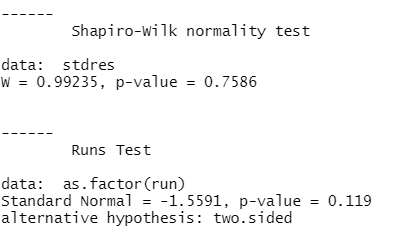 ------
Shapiro-Wilk normality test
data:  stdres
W = 0.99235, p-value = 0.7586
------
Runs Test
data:  as.factor(run)
Standard Normal = -1.5591, p-value = 0.119
alternative hypothesis: two.sided